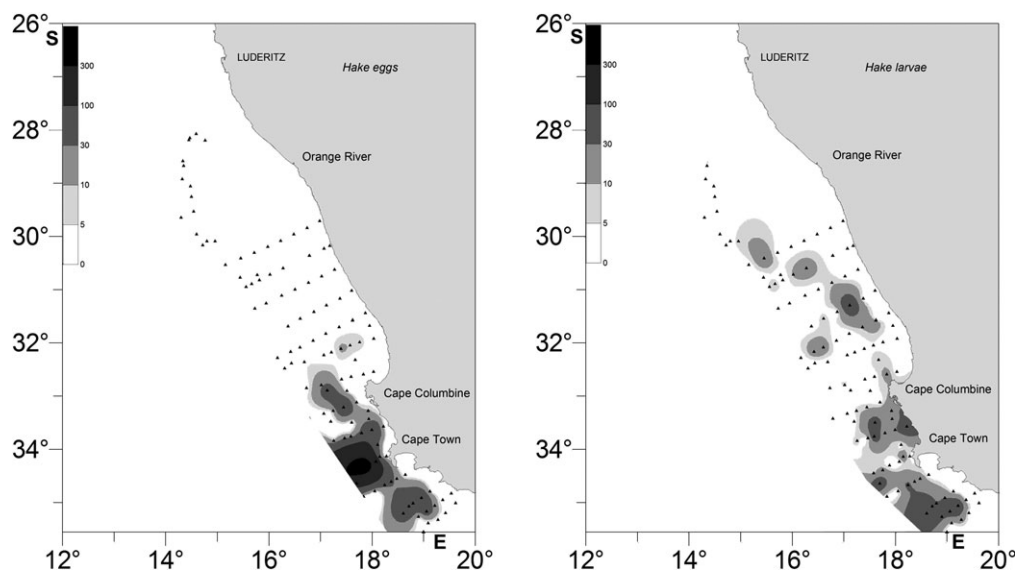 26°
S
LUDERITZ
Hake eggs
300
100
28°
30
Orange River
10
5
30°
0
32°
Cape Columbine
34°
Cape Town
E
12°
14°
16°
18°
20°
26°
S
LUDERITZ
Hake larvae
300
100
28°
30
Orange River
10
5
30°
0
32°
Cape Columbine
34°
Cape Town
E
12°
14°
16°
18°
20°